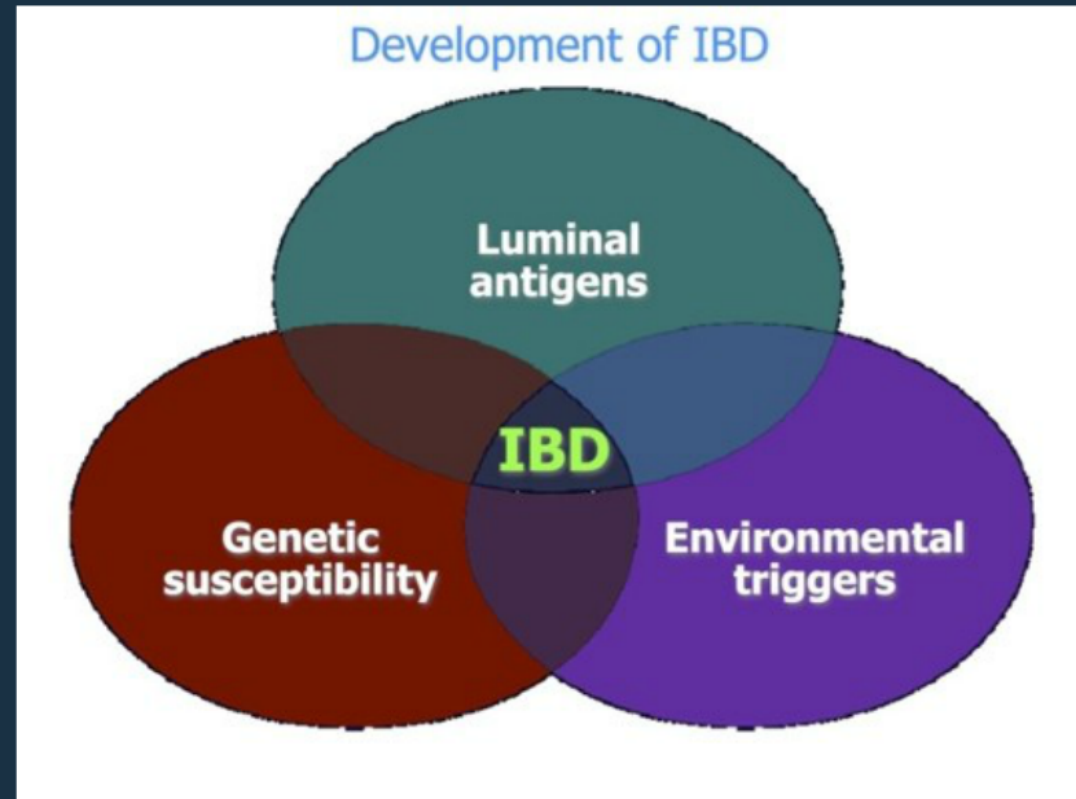 Development of IBD
Luminal
antigens
IBD
Genetic
susceptibility
Environmental
triggers